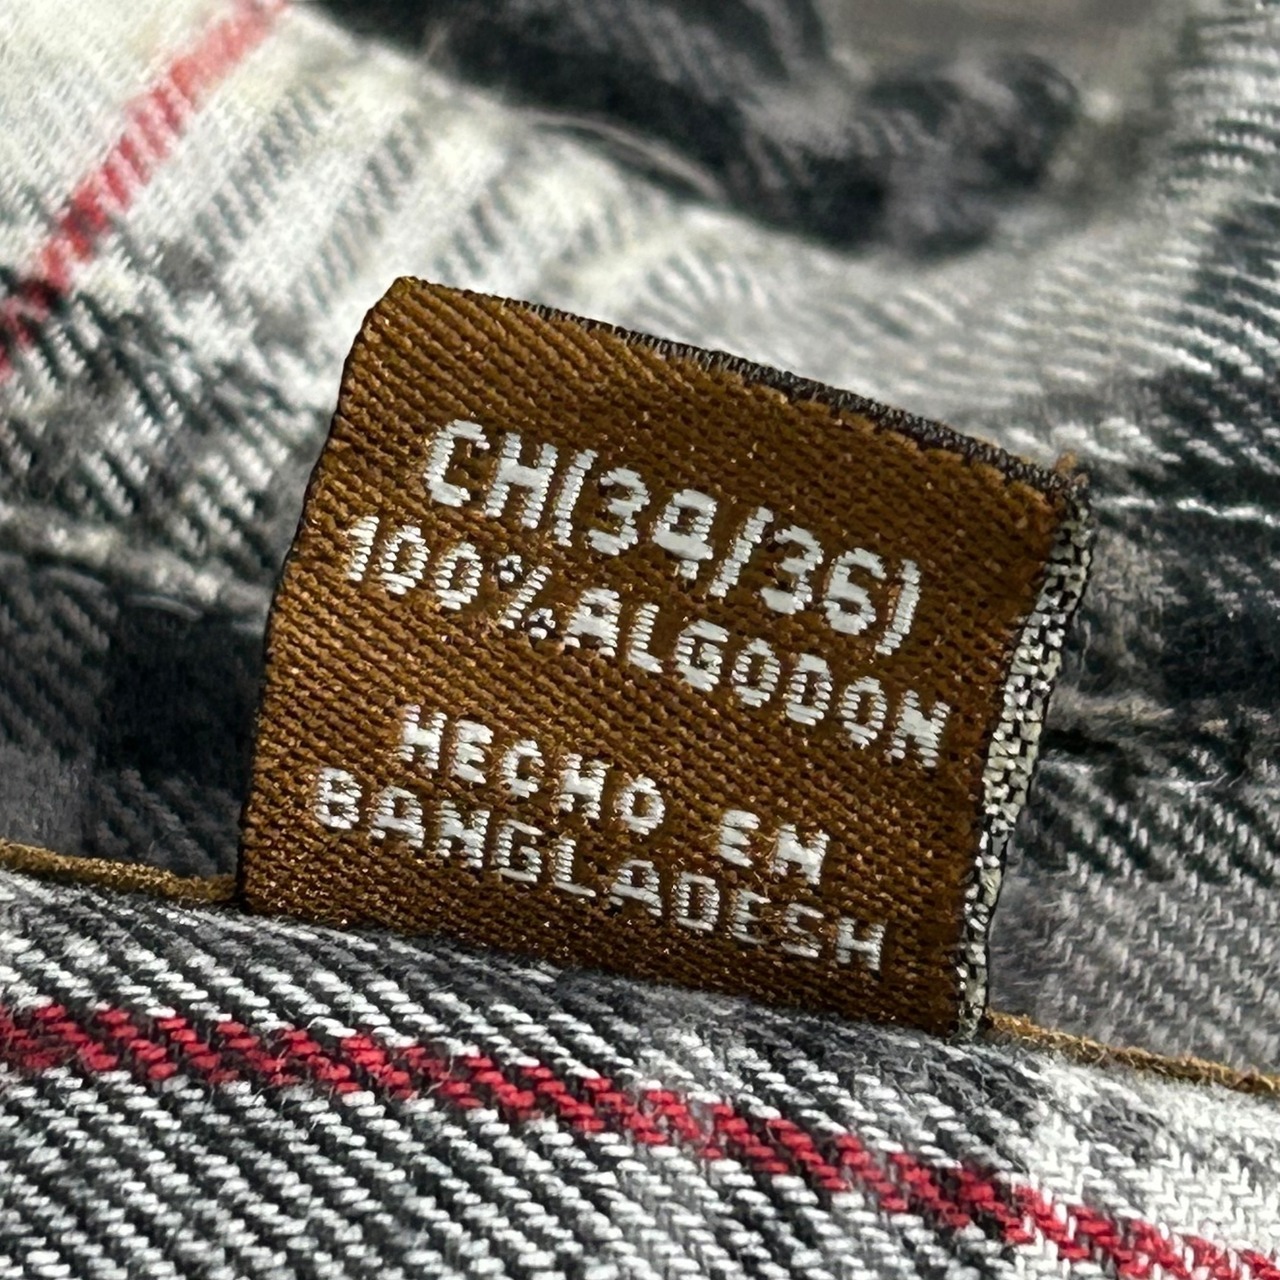 CH(34/36)
100%ALGODON
HECHO EN
BANGLADESH